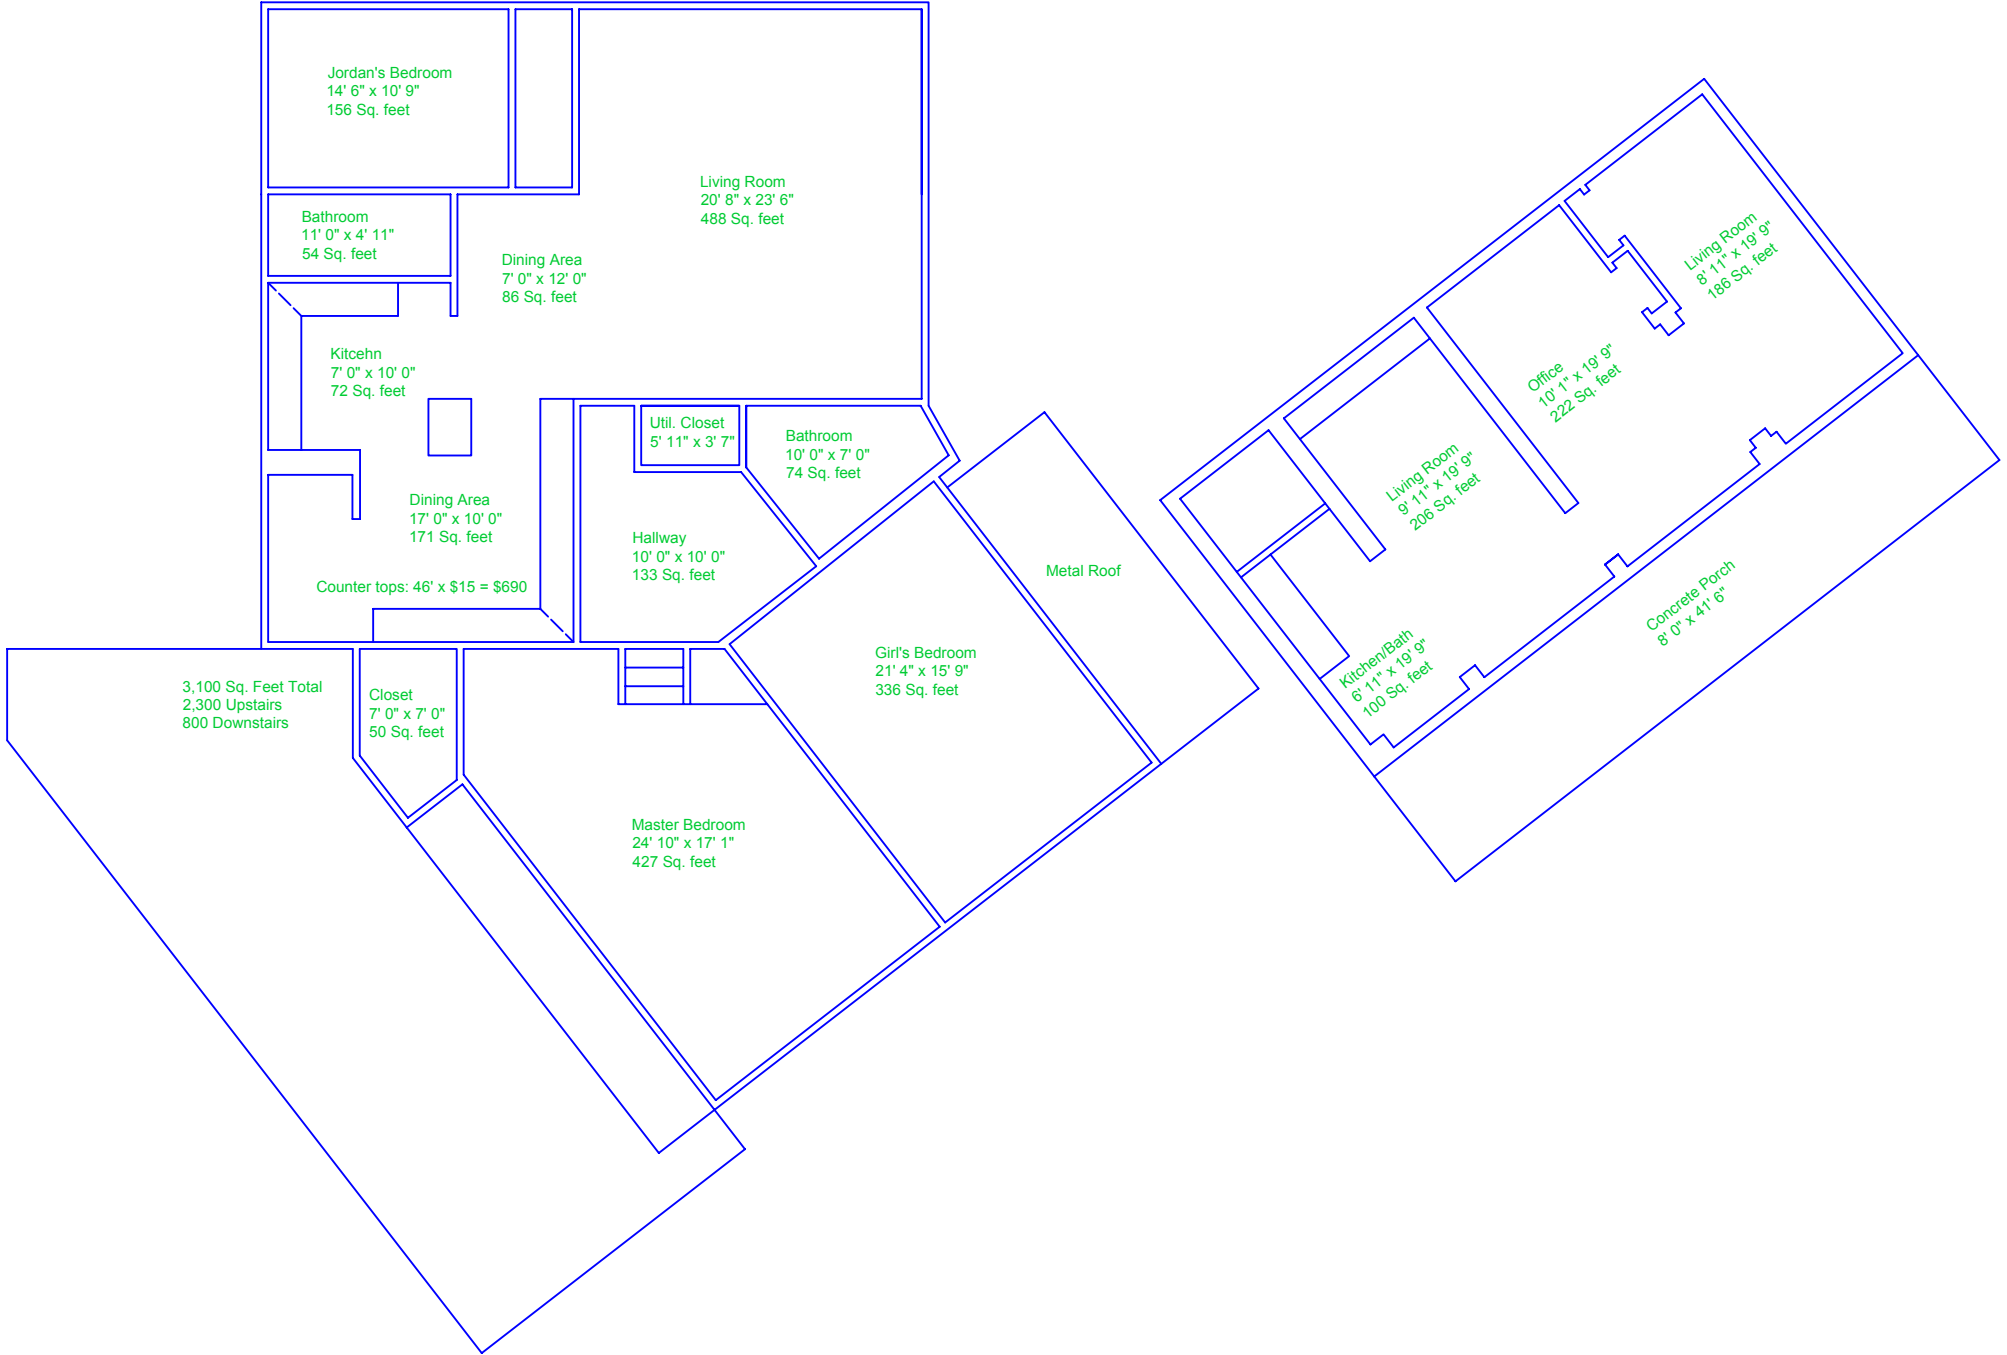 Jordan's Bedroom
14' 6" x 10' 9"
156 Sq. feet
Living Room
20' 8" x 23' 6"
488 Sq. feet
Bathroom
11' 0" x 4' 11"
54 Sq. feet
Dining Area
7' 0" x 12' 0"
86 Sq. feet
Kitcehn
7' 0" x 10' 0"
72 Sq. feet
Util. Closet
5' 11" x 3' 7"
Bathroom
10' 0" x 7' 0"
74 Sq. feet
Dining Area
17' 0" x 10' 0"
171 Sq. feet
Hallway
10' 0" x 10' 0"
133 Sq. feet
Counter tops: 46' x $15 = $690
Metal Roof
Girl's Bedroom
21' 4" x 15' 9"
336 Sq. feet
3,100 Sq. Feet Total
2,300 Upstairs
800 Downstairs
Closet
7' 0" x 7' 0"
50 Sq. feet
Master Bedroom
24' 10" x 17' 1"
427 Sq. feet
Living Room
8' 11" x 19' 9"
186 Sq. feet
Office
10' 1" x 19' 9"
222 Sq. feet
Living Room
9' 11" x 19' 9"
206 Sq. feet
Kitchen/Bath
6' 11" x 19' 9"
100 Sq. feet
Concrete Porch
8' 0" x 41' 6"